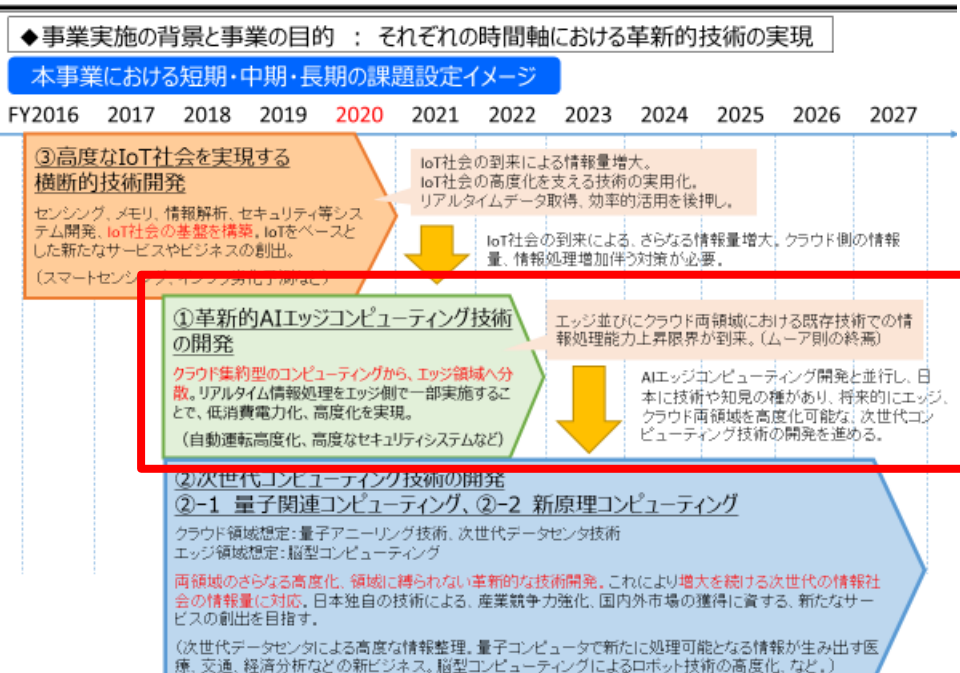 ◆事業実施の背景と事業の目的 ： それぞれの時間軸における革新的技術の実現
本事業における短期・中期・長期の課題設定イメージ
FY2016 2017 2018 2019 2020 2021 2022 2023 2024 2025 2026 2027
③高度なIoT社会を実現する
横断的技術開発
センシング、メモリ、情報解析、セキュリティ等シス
テム開発、IoT社会の基盤を構築。IoTをベースと
した新たなサービスやビジネスの創出。
（スマートセンシング、インフラ劣化予測など）
IoT社会の到来による情報量増大。
IoT社会の高度化を支える技術の実用化。
リアルタイムデータ取得、効率的活用を後押し。
IoT社会の到来による、さらなる情報量増大。クラウド側の情報
量、情報処理増加伴う対策が必要。
①革新的AIエッジコンピューティング技術
の開発
クラウド集約型のコンピューティングから、エッジ領域へ分
散。リアルタイム情報処理をエッジ側で一部実施するこ
とで、低消費電力化、高度化を実現。
（自動運転高度化、高度なセキュリティシステムなど）
エッジ並びにクラウド両領域における既存技術での情
報処理能力上昇限界が到来。（ムーア則の終焉）
AIエッジコンピューティング開発と並行し、日
本に技術や知見の種があり、将来的にエッジ、
クラウド両領域を高度化可能な、次世代コン
ピューティング技術の開発を進める。
②次世代コンピューティング技術の開発
②-1 量子関連コンピューティング、②-2 新原理コンピューティング
クラウド領域想定：量子アニーリング技術、次世代データセンタ技術
エッジ領域想定：脳型コンピューティング
両領域のさらなる高度化、領域に縛られない革新的な技術開発。これにより増大を続ける次世代の情報社
会の情報量に対応。日本独自の技術による、産業競争力強化、国内外市場の獲得に資する、新たなサー
ビスの創出を目指す。
（次世代データセンタによる高度な情報整理。量子コンピュータで新たに処理可能となる情報が生み出す医
療、交通、経済分析などの新ビジネス。脳型コンピューティングによるロボット技術の高度化、など。）